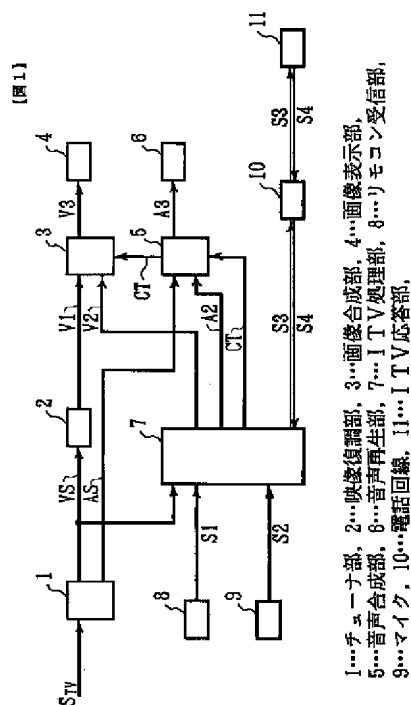 【図1】
STV
1
VS
AS
2
V1
V2
3
V3
4
CT
5
A3
6
A2
CT
7
8
S1
9
S2
S3
S4
10
S3
S4
11
1…チューナ部, 2…映像復調部, 3…画像合成部, 4…画像表示部,
5…音声合成部, 6…音声再生部, 7…ITV処理部, 8…リモコン受信部,
9…マイク, 10…電話回線, 11…ITV応答部,